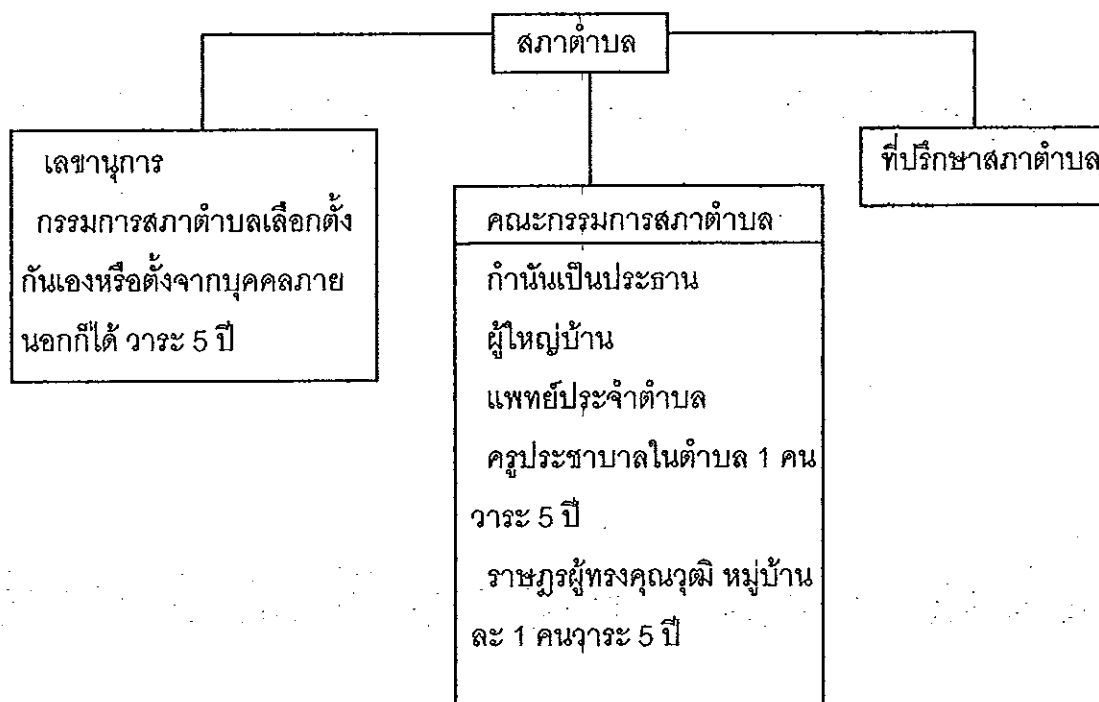 สภาตำบล
เลขานุการ
กรรมการสภาตำบลเลือกตั้ง
กันเองหรือตั้งจากบุคคลภาย
นอกก็ได้ วาระ 5 ปี
คณะกรรมการสภาตำบล
กำนันเป็นประธาน
ผู้ใหญ่บ้าน
แพทย์ประจำตำบล
ครูประชาบาลในตำบล 1 คน
วาระ 5 ปี
ราษฎรผู้ทรงคุณวุฒิ หมู่บ้าน
ละ 1 คนวาระ 5 ปี
ที่ปรึกษาสภาตำบล